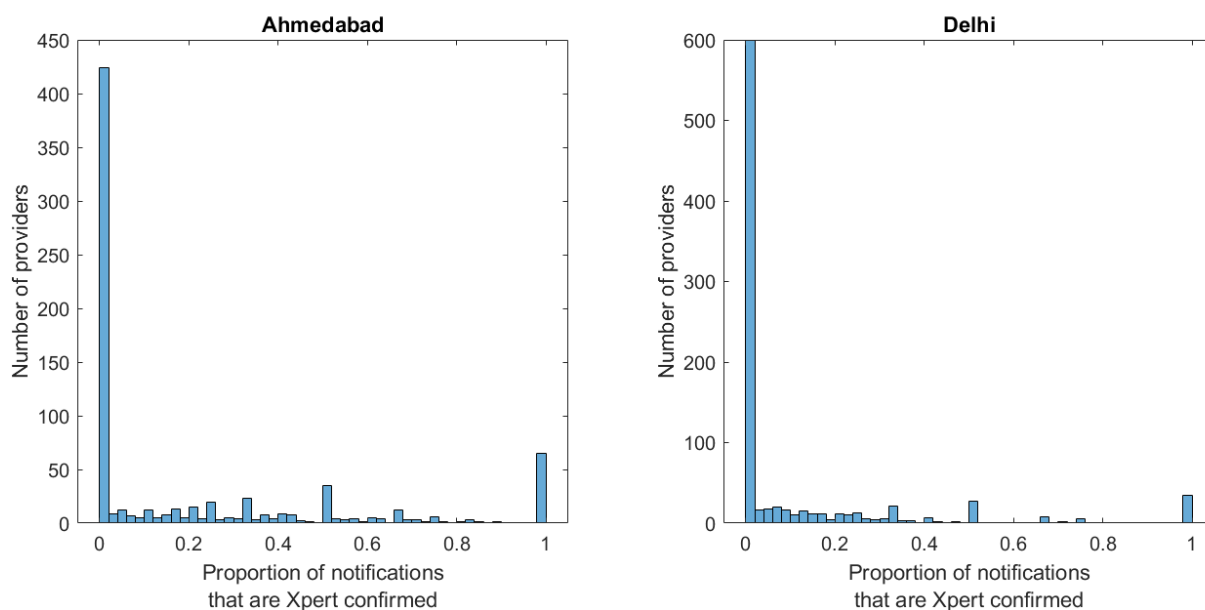 Ahmedabad
450
400
350
300
250
200
150
100
50
0
Number of providers
0 0.2 0.4 0.6 0.8 1
Proportion of notifications
that are Xpert confirmed
Delhi
600
500
400
300
200
100
0
Number of providers
0 0.2 0.4 0.6 0.8 1
Proportion of notifications
that are Xpert confirmed